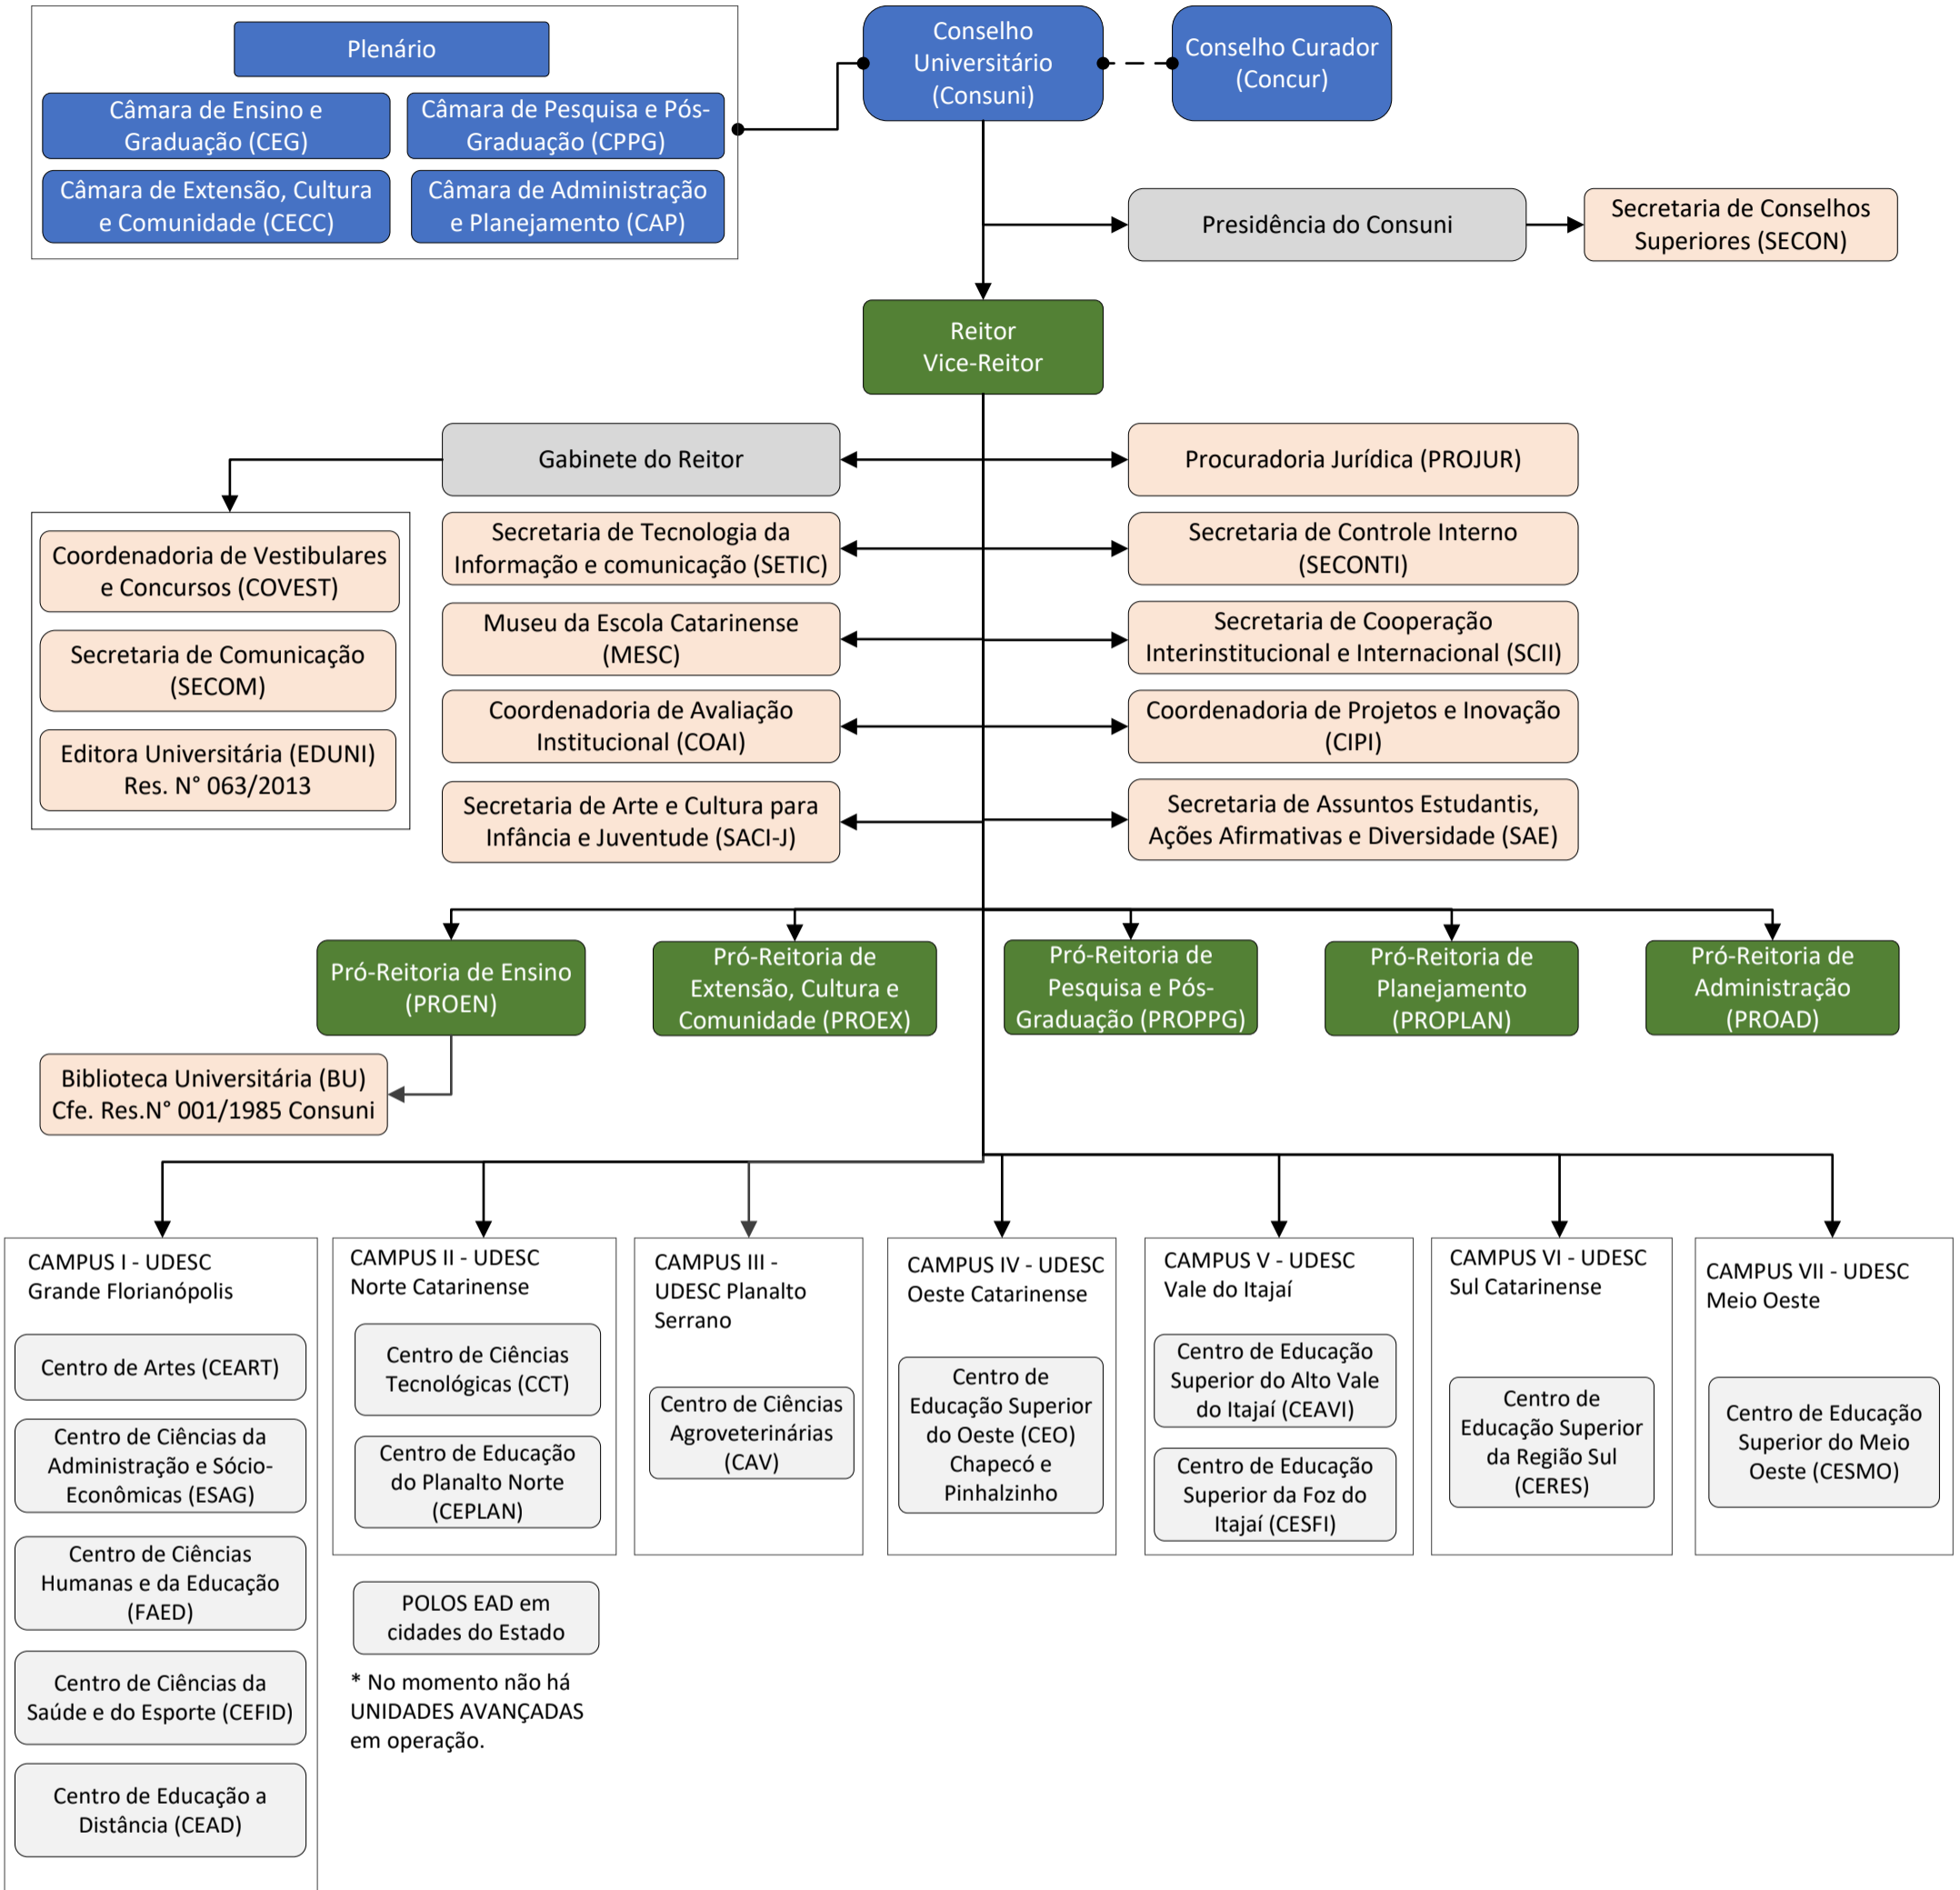 Plenário
Câmara de Ensino e
Graduação (CEG)
Câmara de Pesquisa e Pós-
Graduação (CPPG)
Câmara de Extensão, Cultura
e Comunidade (CECC)
Câmara de Administração
e Planejamento (CAP)
Conselho
Universitário
(Consuni)
Conselho Curador
(Concur)
Presidência do Consuni
Secretaria de Conselhos
Superiores (SECON)
Reitor
Vice-Reitor
Gabinete do Reitor
Procuradoria Jurídica (PROJUR)
Coordenadoria de Vestibulares
e Concursos (COVEST)
Secretaria de Comunicação
(SECOM)
Editora Universitária (EDUNI)
Res. N° 063/2013
Secretaria de Tecnologia da
Informação e comunicação (SETIC)
Secretaria de Controle Interno
(SECONTI)
Museu da Escola Catarinense
(MESC)
Secretaria de Cooperação
Interinstitucional e Internacional (SCII)
Coordenadoria de Avaliação
Institucional (COAI)
Coordenadoria de Projetos e Inovação
(CIPI)
Secretaria de Arte e Cultura para
Infância e Juventude (SACI-J)
Secretaria de Assuntos Estudantis,
Ações Afirmativas e Diversidade (SAE)
Pró-Reitoria de Ensino
(PROEN)
Pró-Reitoria de
Extensão, Cultura e
Comunidade (PROEX)
Pró-Reitoria de
Pesquisa e Pós-
Graduação (PROPPG)
Pró-Reitoria de
Planejamento
(PROPLAN)
Pró-Reitoria de
Administração
(PROAD)
Biblioteca Universitária (BU)
Cfe. Res.N° 001/1985 Consuni
CAMPUS I - UDESC
Grande Florianópolis
Centro de Artes (CEART)
Centro de Ciências da
Administração e Sócio-
Econômicas (ESAG)
Centro de Ciências
Humanas e da Educação
(FAED)
Centro de Ciências da
Saúde e do Esporte (CEFID)
Centro de Educação a
Distância (CEAD)
CAMPUS II - UDESC
Norte Catarinense
Centro de Ciências
Tecnológicas (CCT)
Centro de Educação
do Planalto Norte
(CEPLAN)
POLOS EAD em
cidades do Estado
* No momento não há
UNIDADES AVANÇADAS
em operação.
CAMPUS III -
UDESC Planalto
Serrano
Centro de Ciências
Agroveterinárias
(CAV)
CAMPUS IV - UDESC
Oeste Catarinense
Centro de
Educação Superior
do Oeste (CEO)
Chapecó e
Pinhalzinho
CAMPUS V - UDESC
Vale do Itajaí
Centro de Educação
Superior do Alto Vale
do Itajaí (CEAVI)
Centro de Educação
Superior da Foz do
Itajaí (CESFI)
CAMPUS VI - UDESC
Sul Catarinense
Centro de
Educação Superior
da Região Sul
(CERES)
CAMPUS VII - UDESC
Meio Oeste
Centro de Educação
Superior do Meio
Oeste (CESMO)